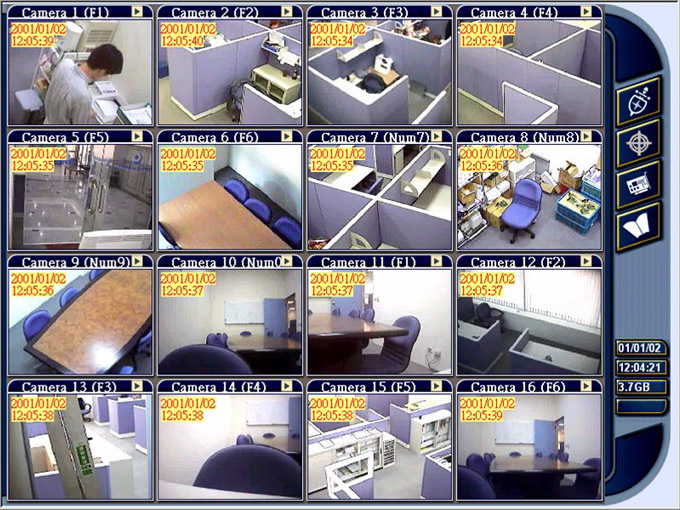 Camera 1 (F1)
2001/01/02
12:05:39
Camera 2 (F2)
2001/01/02
12:05:40
Camera 3 (F3)
2001/01/02
12:05:34
Camera 4 (F4)
2001/01/02
12:05:34
Camera 5 (F5)
2001/01/02
12:05:35
Camera 6 (F6)
2001/01/02
12:05:35
Camera 7 (Num7)
2001/01/02
12:05:35
Camera 8 (Num8)
2001/01/02
12:05:36
Camera 9 (Num9)
2001/01/02
12:05:36
Camera 10 (Num0
2001/01/02
12:05:37
Camera 11 (F1)
2001/01/02
12:05:37
Camera 12 (F2)
2001/01/02
12:05:37
Camera 13 (F3)
2001/01/02
12:05:38
Camera 14 (F4)
2001/01/02
12:05:38
Camera 15 (F5)
2001/01/02
12:05:38
Camera 16 (F6)
2001/01/02
12:05:39
01/01/02
12:04:21
3.7GB